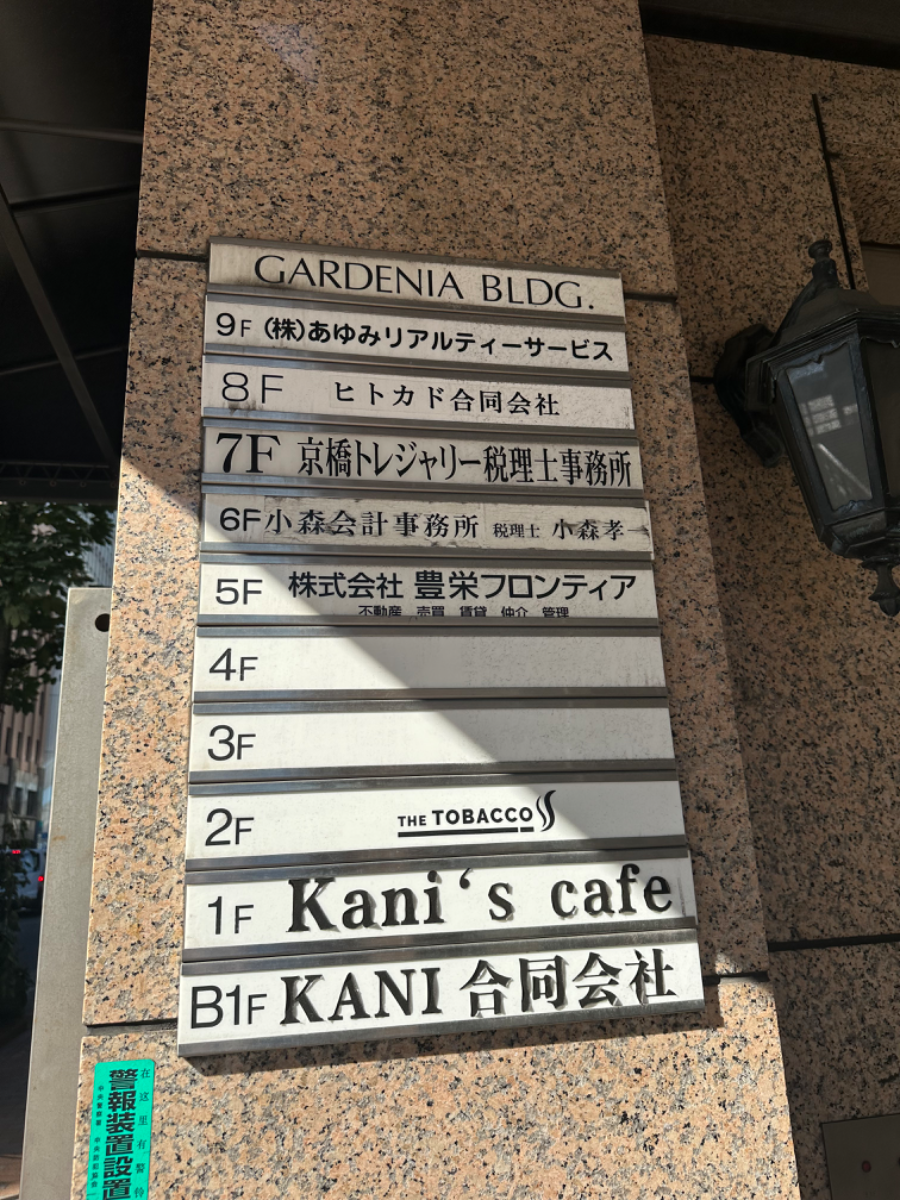 GARDENIA BLDG.
9F (株)あゆみリアルティーサービス
8F ヒトカド合同会社
7F 京橋トレジャリー税理士事務所
6F 小森会計事務所 税理士 小森孝一
5F 株式会社 豊栄フロンティア
不動産 売買 賃貸 仲介 管理
4F
3F
2F THE TOBACCO
1F Kani's cafe
B1F KANI 合同会社
在这里有警
警報装置設置